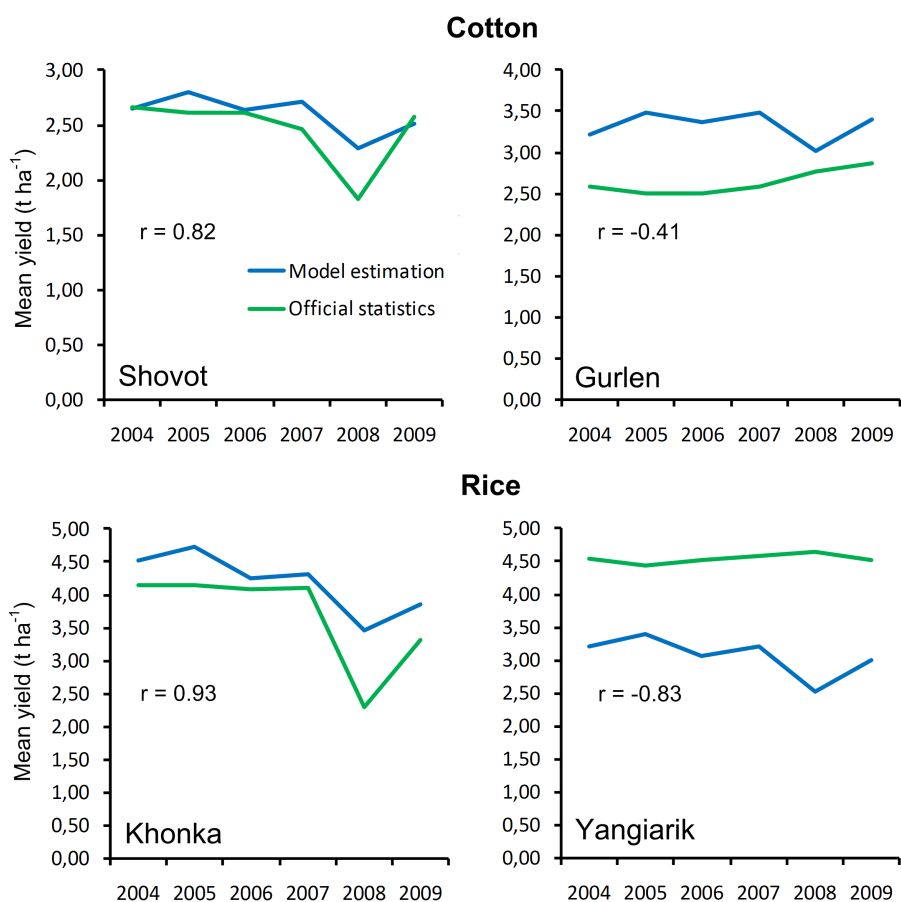 Cotton
Mean yield (t ha⁻¹)
3,00
2,50
2,00
1,50
1,00
0,50
0,00
r = 0.82
Model estimation
Official statistics
Shovot
2004 2005 2006 2007 2008 2009
4,00
3,50
3,00
2,50
2,00
1,50
1,00
0,50
0,00
r = -0.41
Gurlen
2004 2005 2006 2007 2008 2009
Rice
Mean yield (t ha⁻¹)
5,00
4,50
4,00
3,50
3,00
2,50
2,00
1,50
1,00
0,50
0,00
r = 0.93
Khonka
2004 2005 2006 2007 2008 2009
5,00
4,50
4,00
3,50
3,00
2,50
2,00
1,50
1,00
0,50
0,00
r = -0.83
Yangiarik
2004 2005 2006 2007 2008 2009